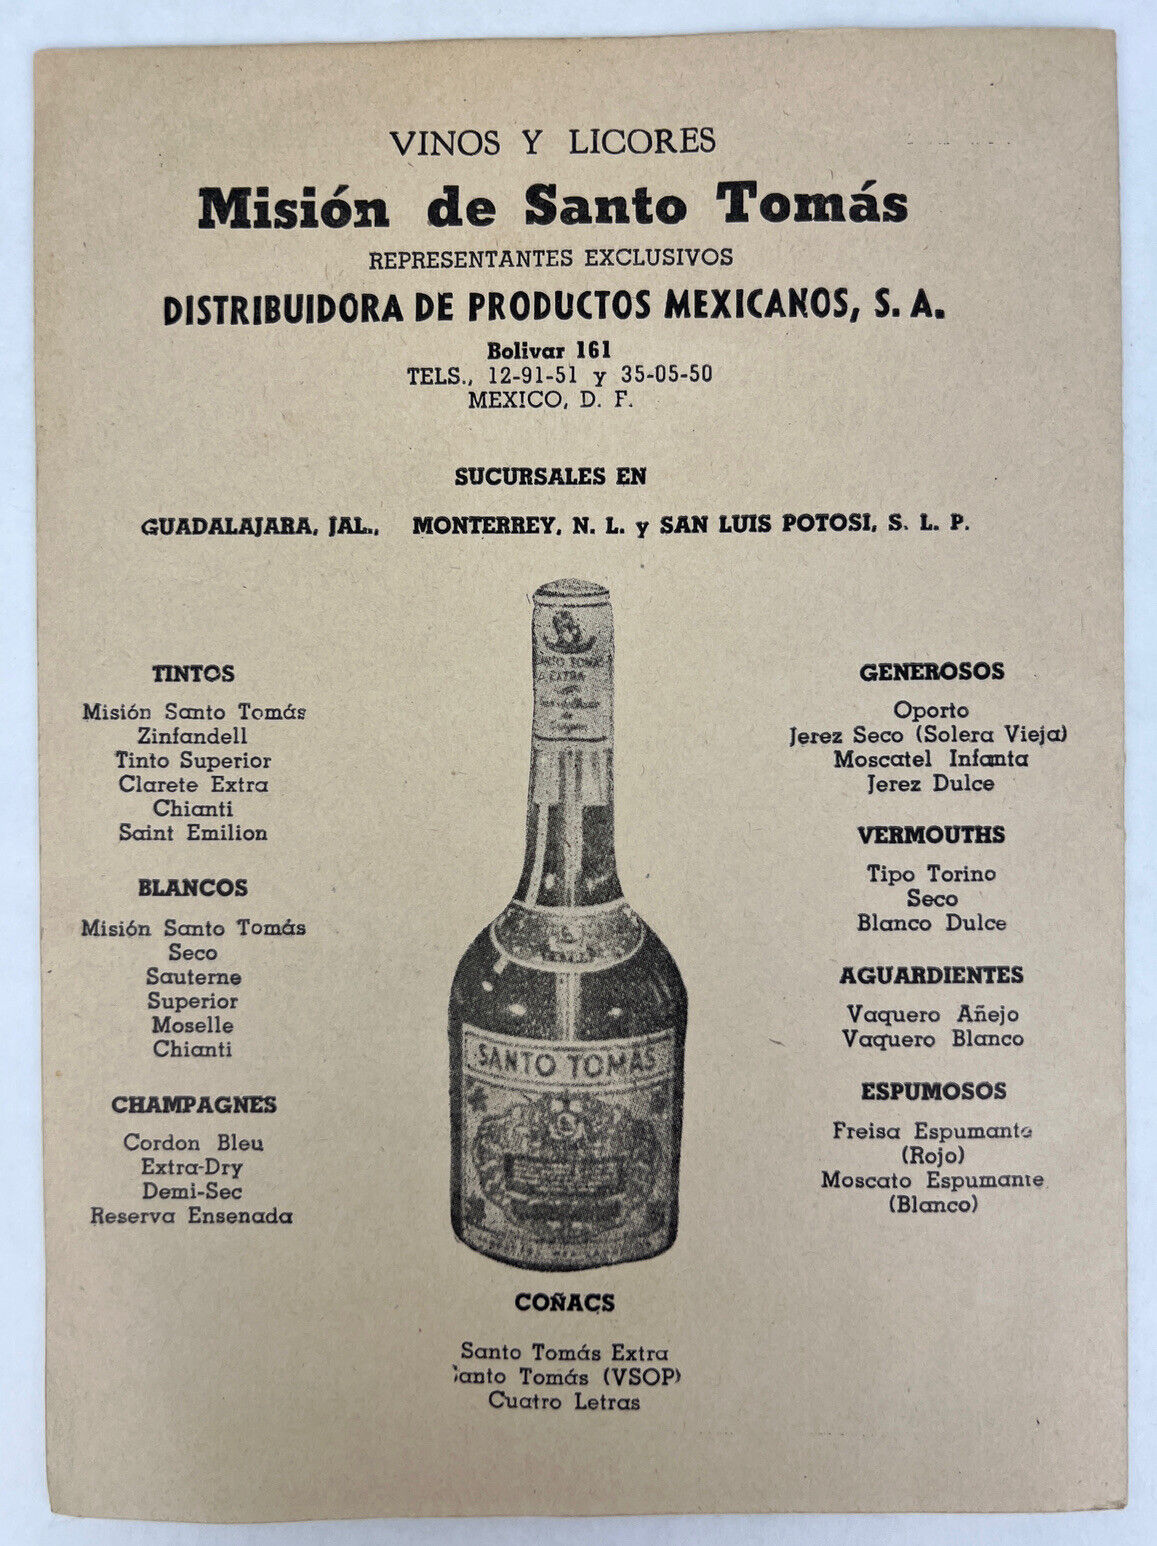 VINOS Y LICORES
Misión de Santo Tomás
REPRESENTANTES EXCLUSIVOS
DISTRIBUIDORA DE PRODUCTOS MEXICANOS, S. A.
Bolivar 161
TELS., 12-91-51 y 35-05-50
MEXICO, D. F.
SUCURSALES EN
GUADALAJARA, JAL., MONTERREY, N. L. y SAN LUIS POTOSI, S. L. P.
TINTOS
Misión Santo Tomás
Zinfandell
Tinto Superior
Clarete Extra
Chianti
Saint Emilion
BLANCOS
Misión Santo Tomás
Seco
Sauterne
Superior
Moselle
Chianti
CHAMPAGNES
Cordon Bleu
Extra-Dry
Demi-Sec
Reserva Ensenada
SANTO TOMAS
EXTRA
SANTO TOMAS
COÑACS
Santo Tomás Extra
Santo Tomás (VSOP)
Cuatro Letras
GENEROSOS
Oporto
Jerez Seco (Solera Vieja)
Moscatel Infanta
Jerez Dulce
VERMOUTHS
Tipo Torino
Seco
Blanco Dulce
AGUARDIENTES
Vaquero Añejo
Vaquero Blanco
ESPUMOSOS
Freisa Espumante
(Rojo)
Moscato Espumante
(Blanco)